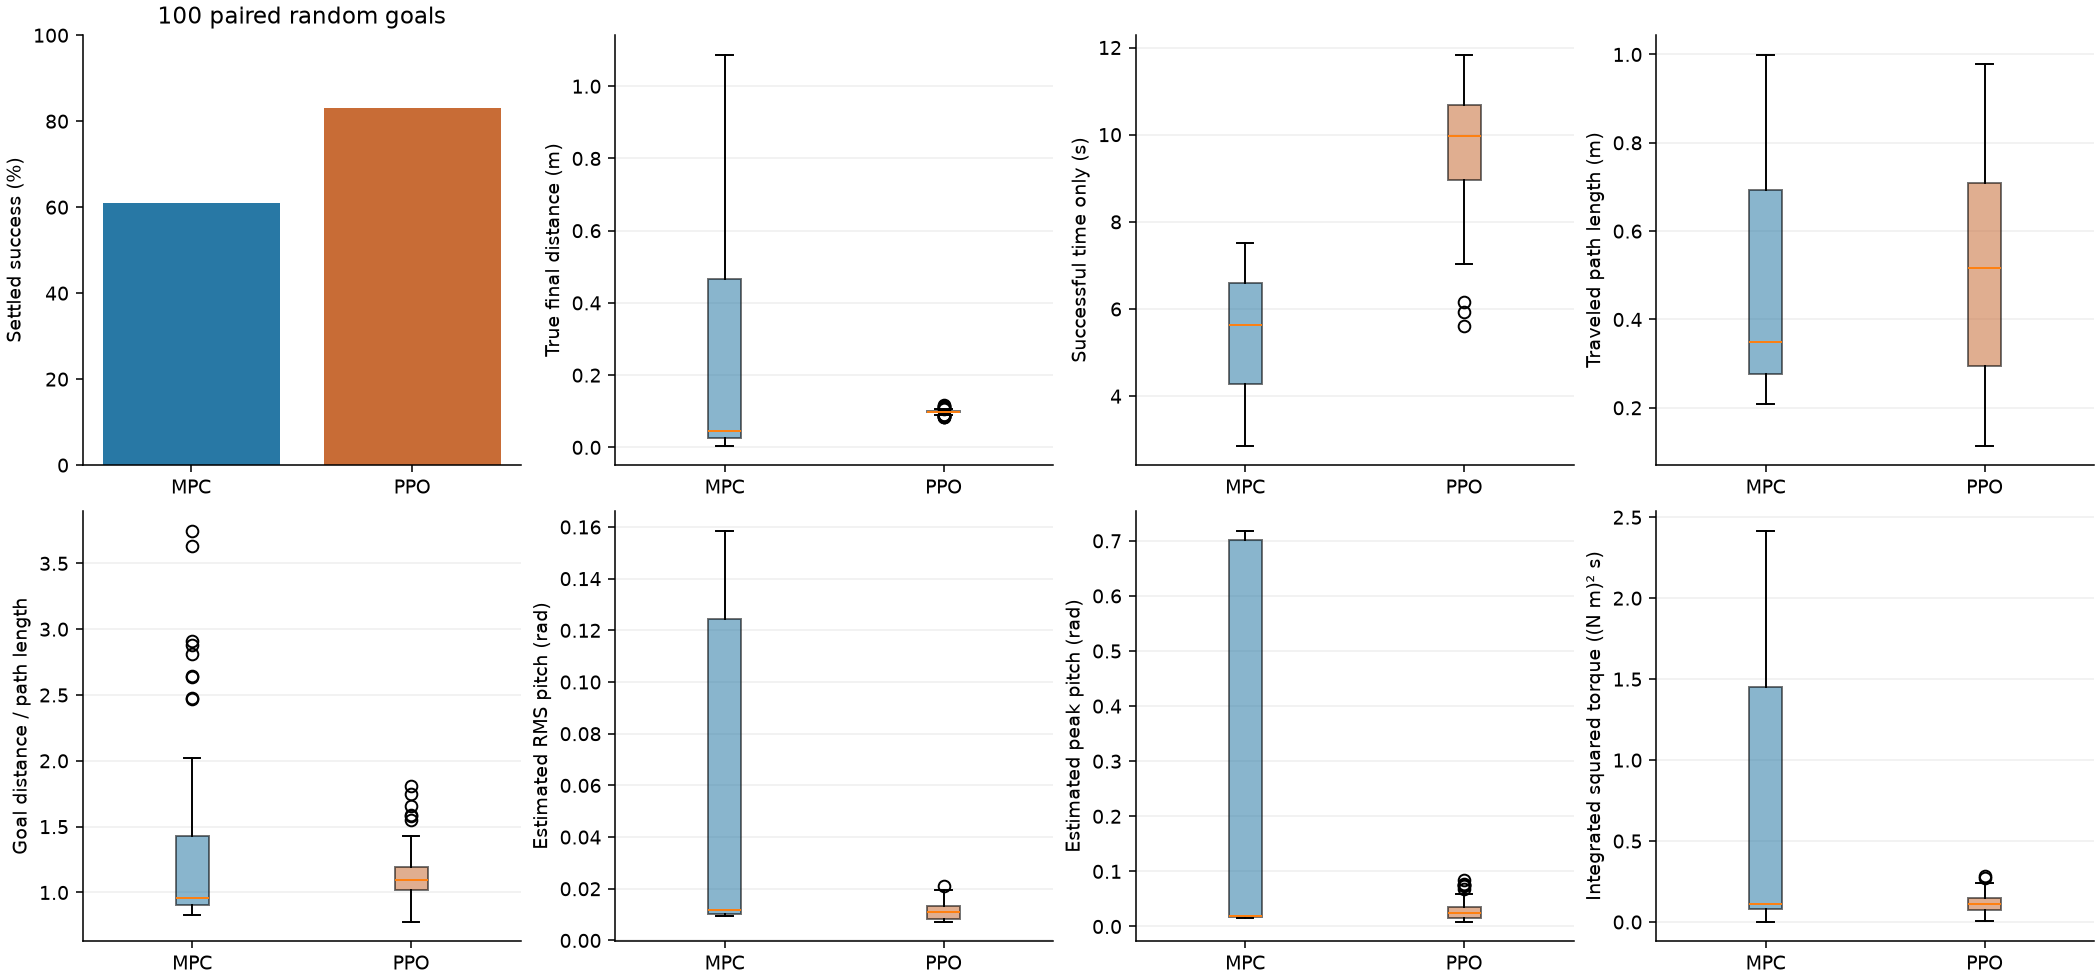 100 paired random goals
Settled success (%)
100
80
60
40
20
0
MPC
PPO
True final distance (m)
1.0
0.8
0.6
0.4
0.2
0.0
MPC
PPO
Successful time only (s)
12
10
8
6
4
MPC
PPO
Traveled path length (m)
1.0
0.8
0.6
0.4
0.2
MPC
PPO
Goal distance / path length
3.5
3.0
2.5
2.0
1.5
1.0
MPC
PPO
Estimated RMS pitch (rad)
0.16
0.14
0.12
0.10
0.08
0.06
0.04
0.02
0.00
MPC
PPO
Estimated peak pitch (rad)
0.7
0.6
0.5
0.4
0.3
0.2
0.1
0.0
MPC
PPO
Integrated squared torque ((N m)² s)
2.5
2.0
1.5
1.0
0.5
0.0
MPC
PPO